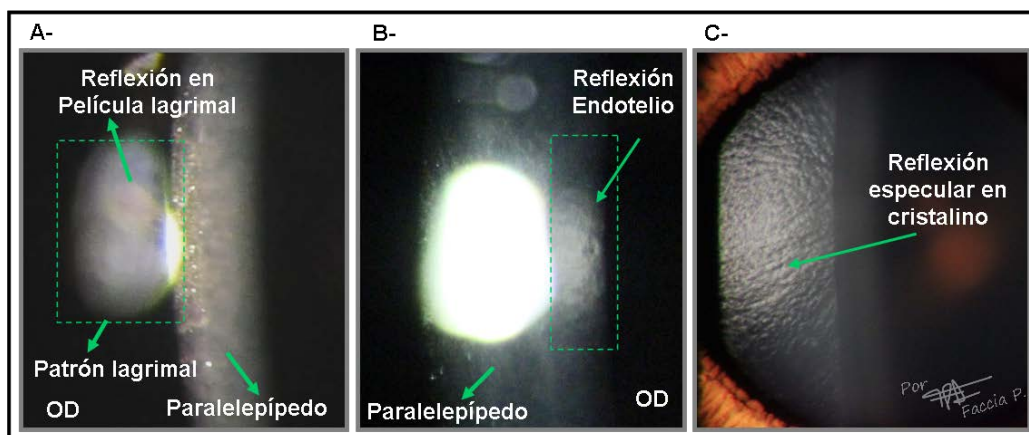 A-
B-
C-
Reflexión en
Película lagrimal
Patrón lagrimal
OD
Paralelepípedo
Reflexión
Endotelio
Paralelepípedo
OD
Reflexión
especular en
cristalino
Por
Faccia P.